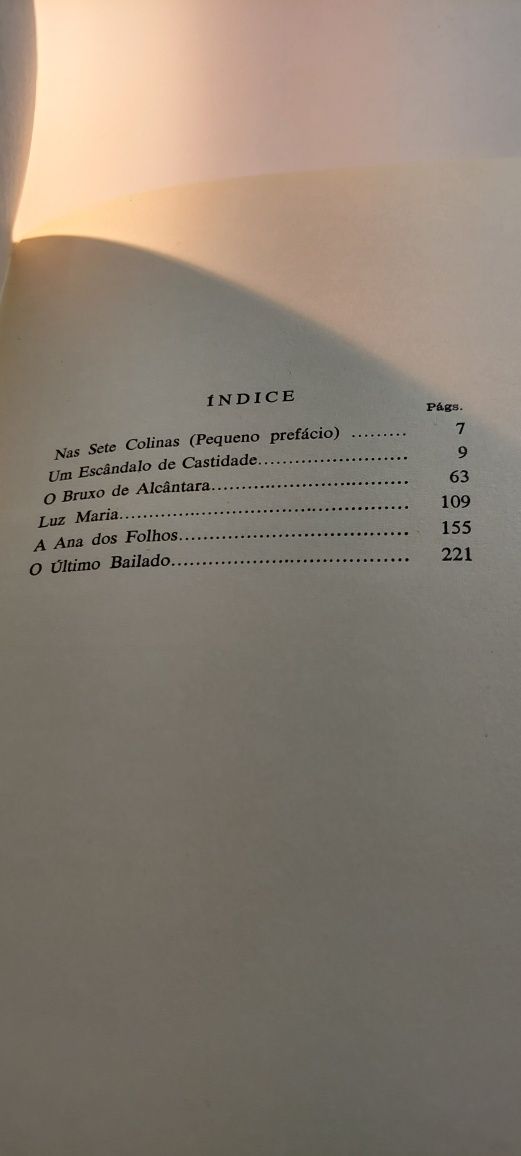 ÍNDICE
Págs.
Nas Sete Colinas (Pequeno prefácio) ......... 7
Um Escândalo de Castidade........................ 9
O Bruxo de Alcântara................................ 63
Luz Maria............................................... 109
A Ana dos Folhos..................................... 155
O Último Bailado...................................... 221